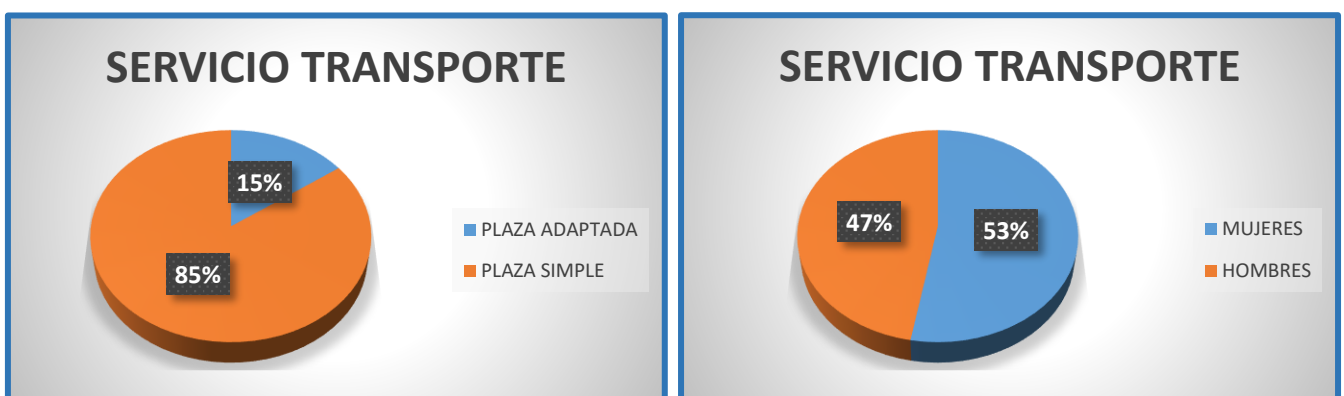 SERVICIO TRANSPORTE
15%
85%
PLAZA ADAPTADA
PLAZA SIMPLE
SERVICIO TRANSPORTE
47%
53%
MUJERES
HOMBRES